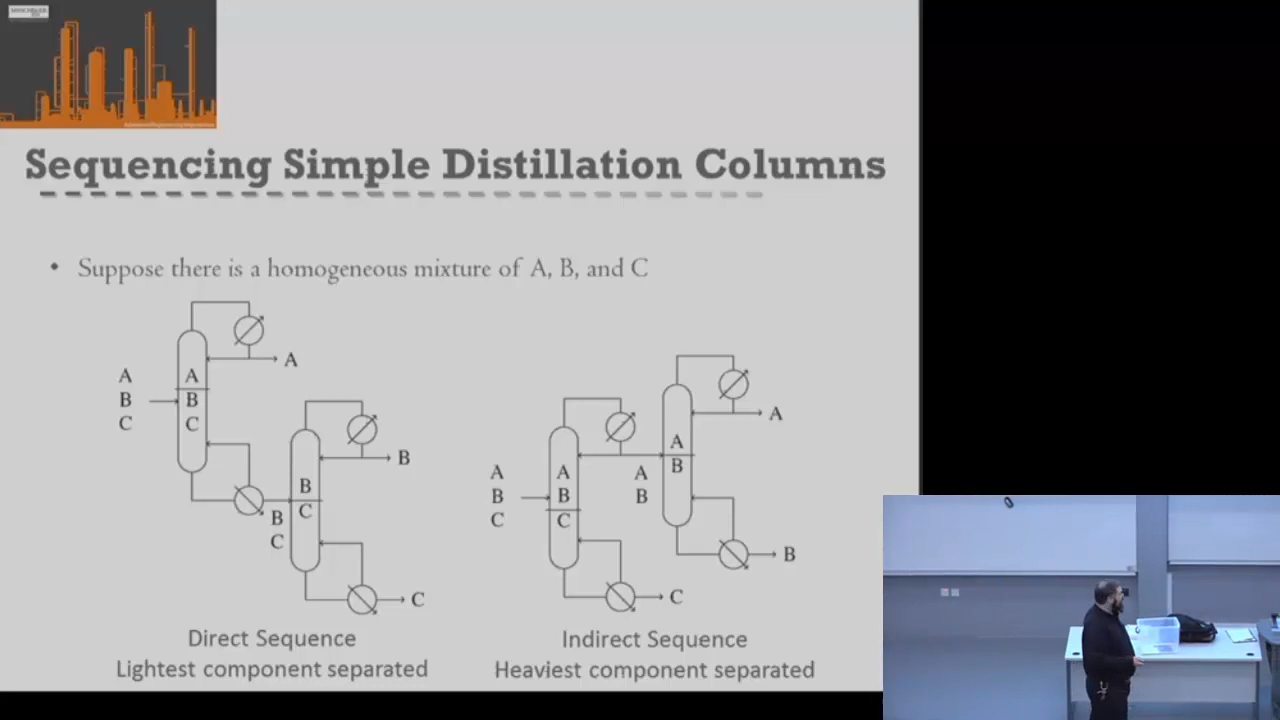 Sequencing Simple Distillation Columns
• Suppose there is a homogeneous mixture of A, B, and C
A
B
C
A
B
C
A
B
C
B
C
B
C
Direct Sequence
Lightest component separated
A
B
C
A
B
C
A
B
A
B
A
B
C
Indirect Sequence
Heaviest component separated